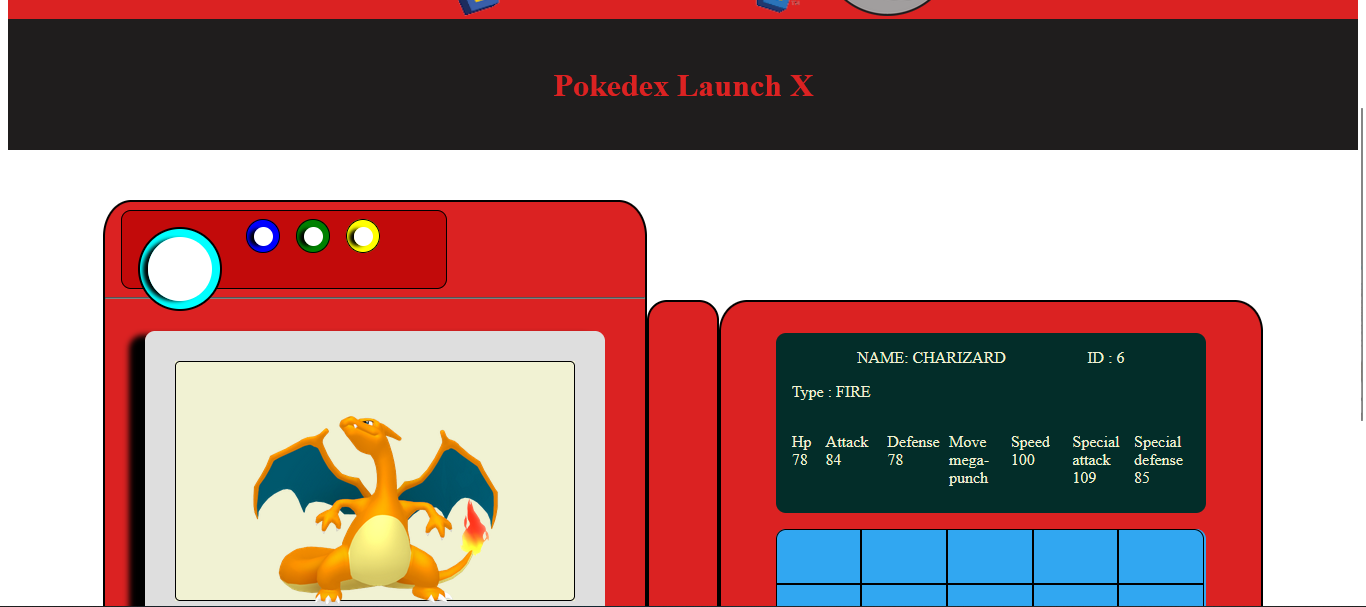 Pokedex Launch X
NAME: CHARIZARD ID : 6
Type : FIRE
Hp Attack Defense Move Speed Special Special
78 84 78 mega- 100 attack defense
punch 109 85